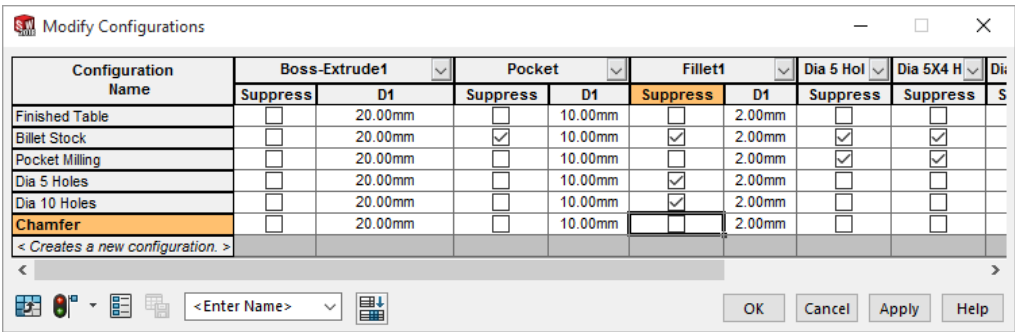 Modify Configurations
Configuration Name Boss-Extrude1 Pocket Fillet1 Dia 5 Hol Dia 5X4 H Dia
Suppress D1 Suppress D1 Suppress D1 Suppress Suppress S
Finished Table 20.00mm 10.00mm 2.00mm
Billet Stock 20.00mm 10.00mm 2.00mm
Pocket Milling 20.00mm 10.00mm 2.00mm
Dia 5 Holes 20.00mm 10.00mm 2.00mm
Dia 10 Holes 20.00mm 10.00mm 2.00mm
Chamfer 20.00mm 10.00mm 2.00mm
< Creates a new configuration. >
<Enter Name> OK Cancel Apply Help